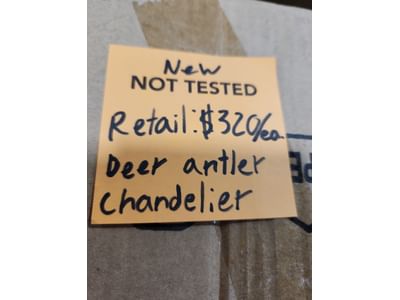 New
NOT TESTED
Retail: $320/ea
Deer antler
Chandelier